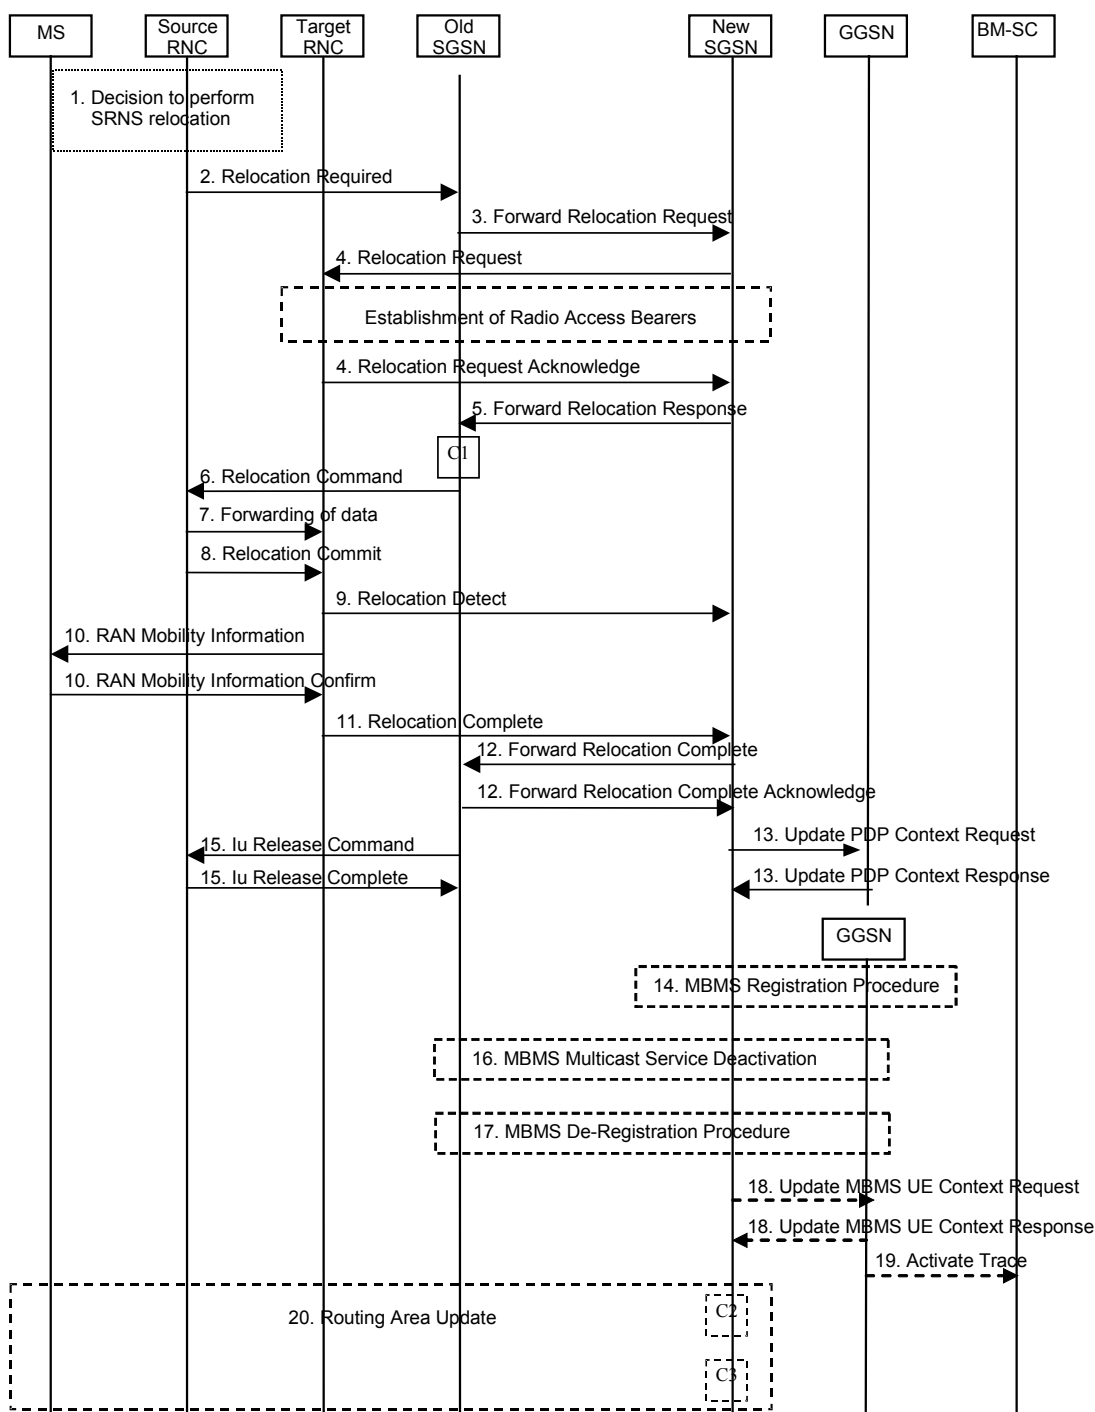 MS
Source
RNC
Target
RNC
Old
SGSN
New
SGSN
GGSN
BM-SC
1. Decision to perform
SRNS relocation
2. Relocation Required
3. Forward Relocation Request
4. Relocation Request
Establishment of Radio Access Bearers
4. Relocation Request Acknowledge
5. Forward Relocation Response
C1
6. Relocation Command
7. Forwarding of data
8. Relocation Commit
9. Relocation Detect
10. RAN Mobility Information
10. RAN Mobility Information Confirm
11. Relocation Complete
12. Forward Relocation Complete
12. Forward Relocation Complete Acknowledge
13. Update PDP Context Request
15. Iu Release Command
15. Iu Release Complete
13. Update PDP Context Response
GGSN
14. MBMS Registration Procedure
16. MBMS Multicast Service Deactivation
17. MBMS De-Registration Procedure
18. Update MBMS UE Context Request
18. Update MBMS UE Context Response
19. Activate Trace
C2
20. Routing Area Update
C3